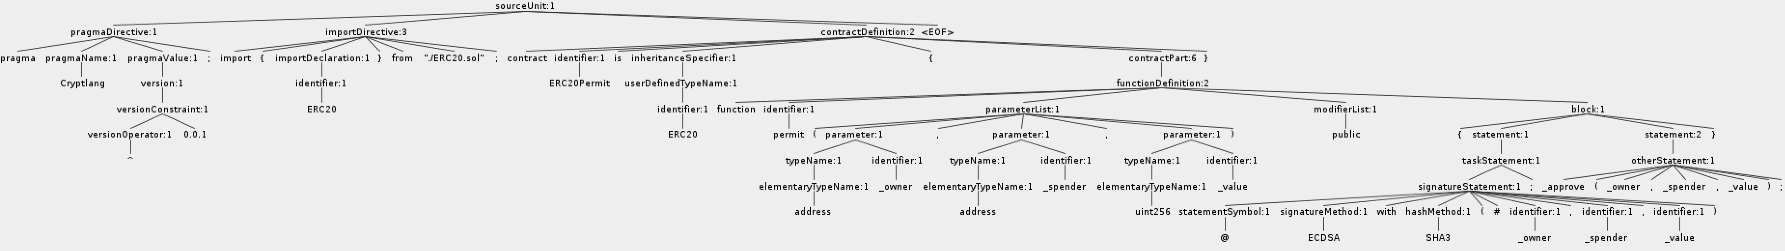 sourceUnit:1
pragmaDirective:1 importDirective:3 contractDefinition:2 <EOF>
pragma pragmaName:1 pragmaValue:1 ; import { importDeclaration:1 } from "./ERC20.sol" ; contract identifier:1 is inheritanceSpecifier:1 { contractPart:6 }
Cryptlang version:1 identifier:1 ERC20Permit userDefinedTypeName:1 functionDefinition:2
versionConstraint:1 ERC20 identifier:1 function identifier:1 parameterList:1 modifierList:1 block:1
versionOperator:1 0.0.1 ERC20 permit ( parameter:1 , parameter:1 , parameter:1 ) public { statement:1 statement:2 }
^ typeName:1 identifier:1 typeName:1 identifier:1 typeName:1 identifier:1 taskStatement:1 otherStatement:1
elementaryTypeName:1 _owner elementaryTypeName:1 _spender elementaryTypeName:1 _value signatureStatement:1 ; _approve ( _owner , _spender , _value ) ;
address address uint256 statementSymbol:1 signatureMethod:1 with hashMethod:1 ( # identifier:1 , identifier:1 , identifier:1 )
@ ECDSA SHA3 _owner _spender _value